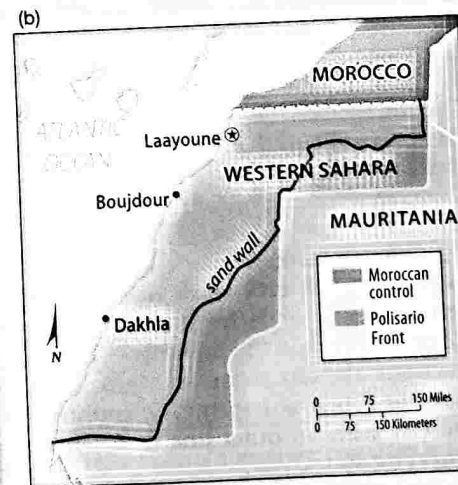 (b)
MOROCCO
ATLANTIC
OCEAN
Laayoune
WESTERN SAHARA
Boujdour
MAURITANIA
sand wall
Moroccan
control
Dakhla
Polisario
Front
N
0 75 150 Miles
0 75 150 Kilometers